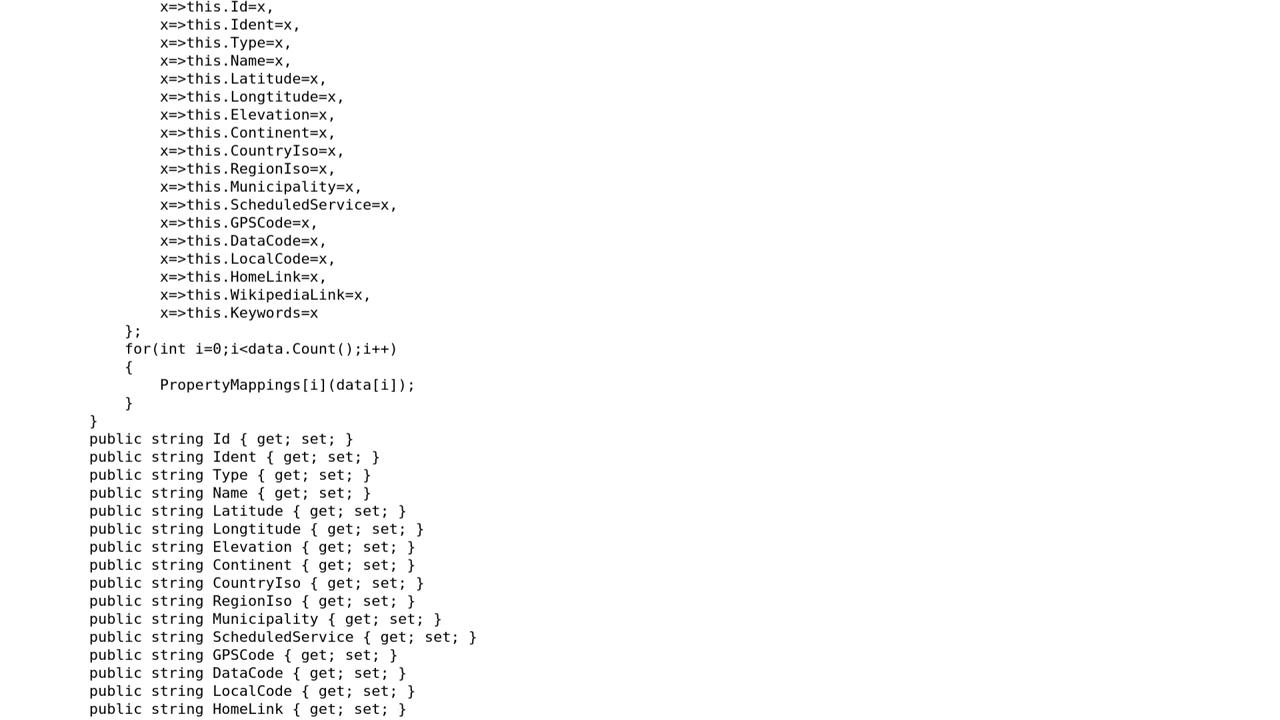 x=>this.Id=x,
x=>this.Ident=x,
x=>this.Type=x,
x=>this.Name=x,
x=>this.Latitude=x,
x=>this.Longtitude=x,
x=>this.Elevation=x,
x=>this.Continent=x,
x=>this.CountryIso=x,
x=>this.RegionIso=x,
x=>this.Municipality=x,
x=>this.ScheduledService=x,
x=>this.GPSCode=x,
x=>this.DataCode=x,
x=>this.LocalCode=x,
x=>this.HomeLink=x,
x=>this.WikipediaLink=x,
x=>this.Keywords=x
};
for(int i=0;i<data.Count();i++)
{
PropertyMappings[i](data[i]);
}
}
public string Id { get; set; }
public string Ident { get; set; }
public string Type { get; set; }
public string Name { get; set; }
public string Latitude { get; set; }
public string Longtitude { get; set; }
public string Elevation { get; set; }
public string Continent { get; set; }
public string CountryIso { get; set; }
public string RegionIso { get; set; }
public string Municipality { get; set; }
public string ScheduledService { get; set; }
public string GPSCode { get; set; }
public string DataCode { get; set; }
public string LocalCode { get; set; }
public string HomeLink { get; set; }